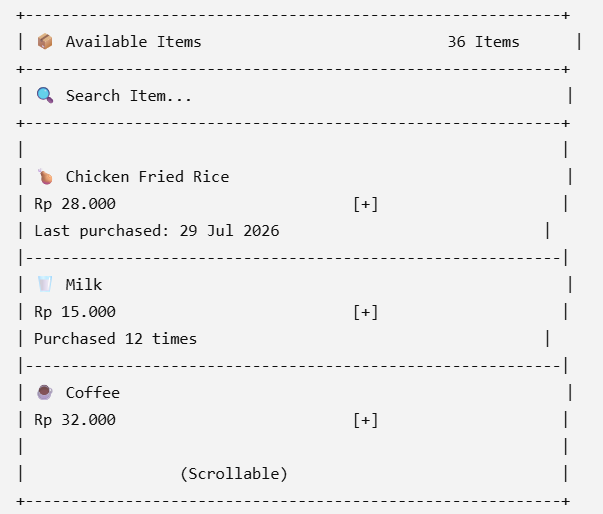 +-----------------------------------------------------------+
| 📦 Available Items                           36 Items      |
+-----------------------------------------------------------+
| 🔍 Search Item...                                         |
+-----------------------------------------------------------+
|                                                           |
| 🍗 Chicken Fried Rice                                     |
| Rp 28.000                          [+]                    |
| Last purchased: 29 Jul 2026                             |
|-----------------------------------------------------------|
| 🥛 Milk                                                   |
| Rp 15.000                          [+]                    |
| Purchased 12 times                                      |
|-----------------------------------------------------------|
| ☕ Coffee                                                 |
| Rp 32.000                          [+]                    |
|                                                           |
|                 (Scrollable)                              |
+-----------------------------------------------------------+